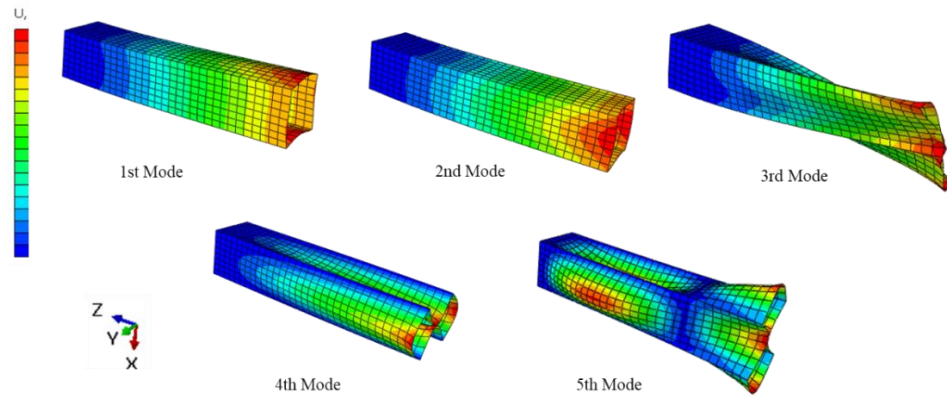 U,
1st Mode
2nd Mode
3rd Mode
4th Mode
5th Mode
Z
Y
X